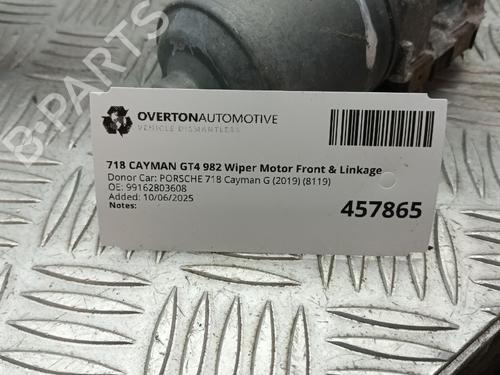 B-Parts
OVERTONAUTOMOTIVE
VEHICLE DISMANTLERS
718 CAYMAN GT4 982 Wiper Motor Front & Linkage
Donor Car: PORSCHE 718 Cayman G (2019) (8119)
OE: 99162803608
Added: 10/06/2025
Notes:
457865